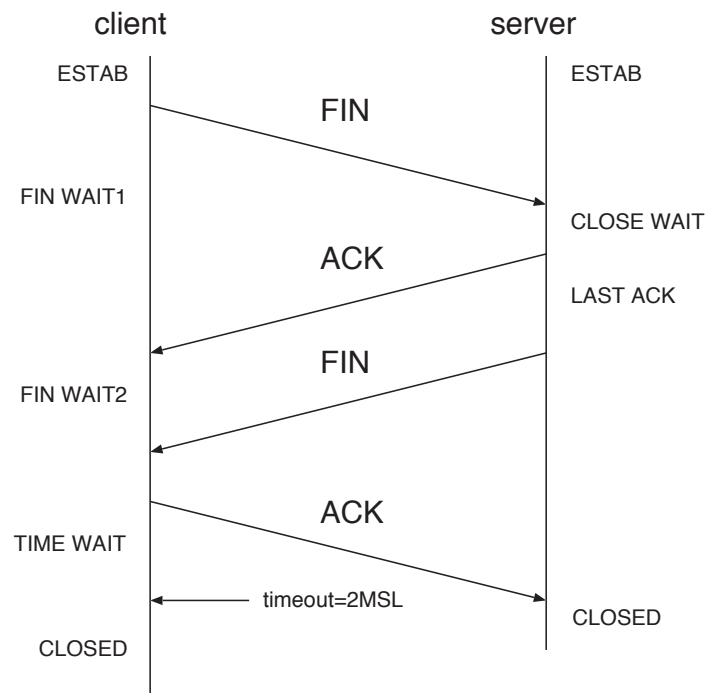 client
server
ESTAB
ESTAB
FIN
FIN WAIT1
CLOSE WAIT
ACK
LAST ACK
FIN
FIN WAIT2
ACK
TIME WAIT
timeout=2MSL
CLOSED
CLOSED